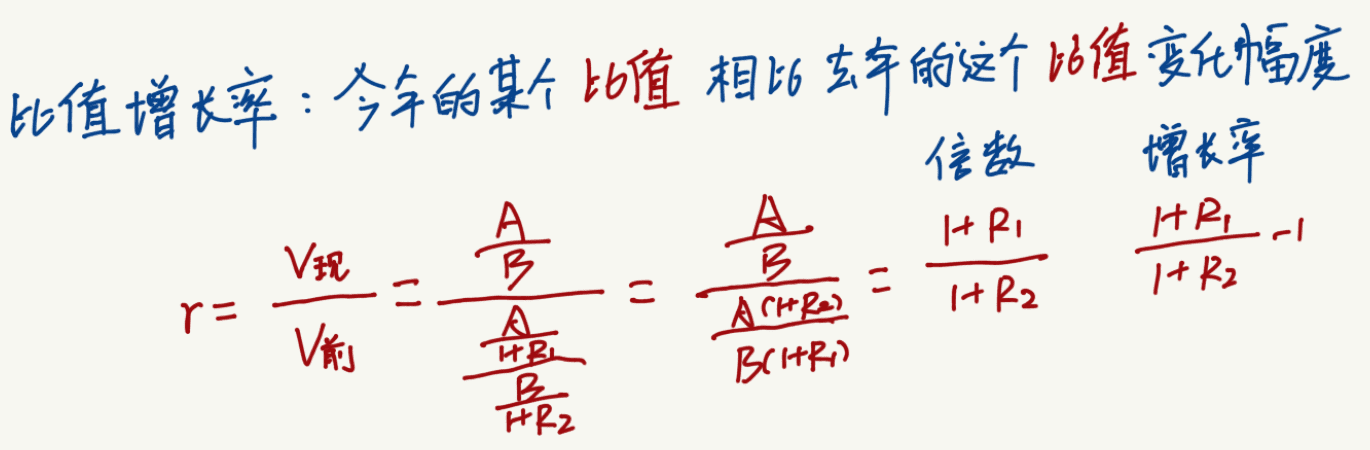 比值增长率：今年的某个比值 相比去年的这个比值变化幅度
倍数 增长率
r = \frac{V现}{V前} = \frac{\frac{A}{B}}{\frac{\frac{A}{1+R_1}}{\frac{B}{1+R_2}}} = \frac{\frac{A}{B}}{\frac{A(1+R_2)}{B(1+R_1)}} = \frac{1+R_1}{1+R_2} \frac{1+R_1}{1+R_2} -1